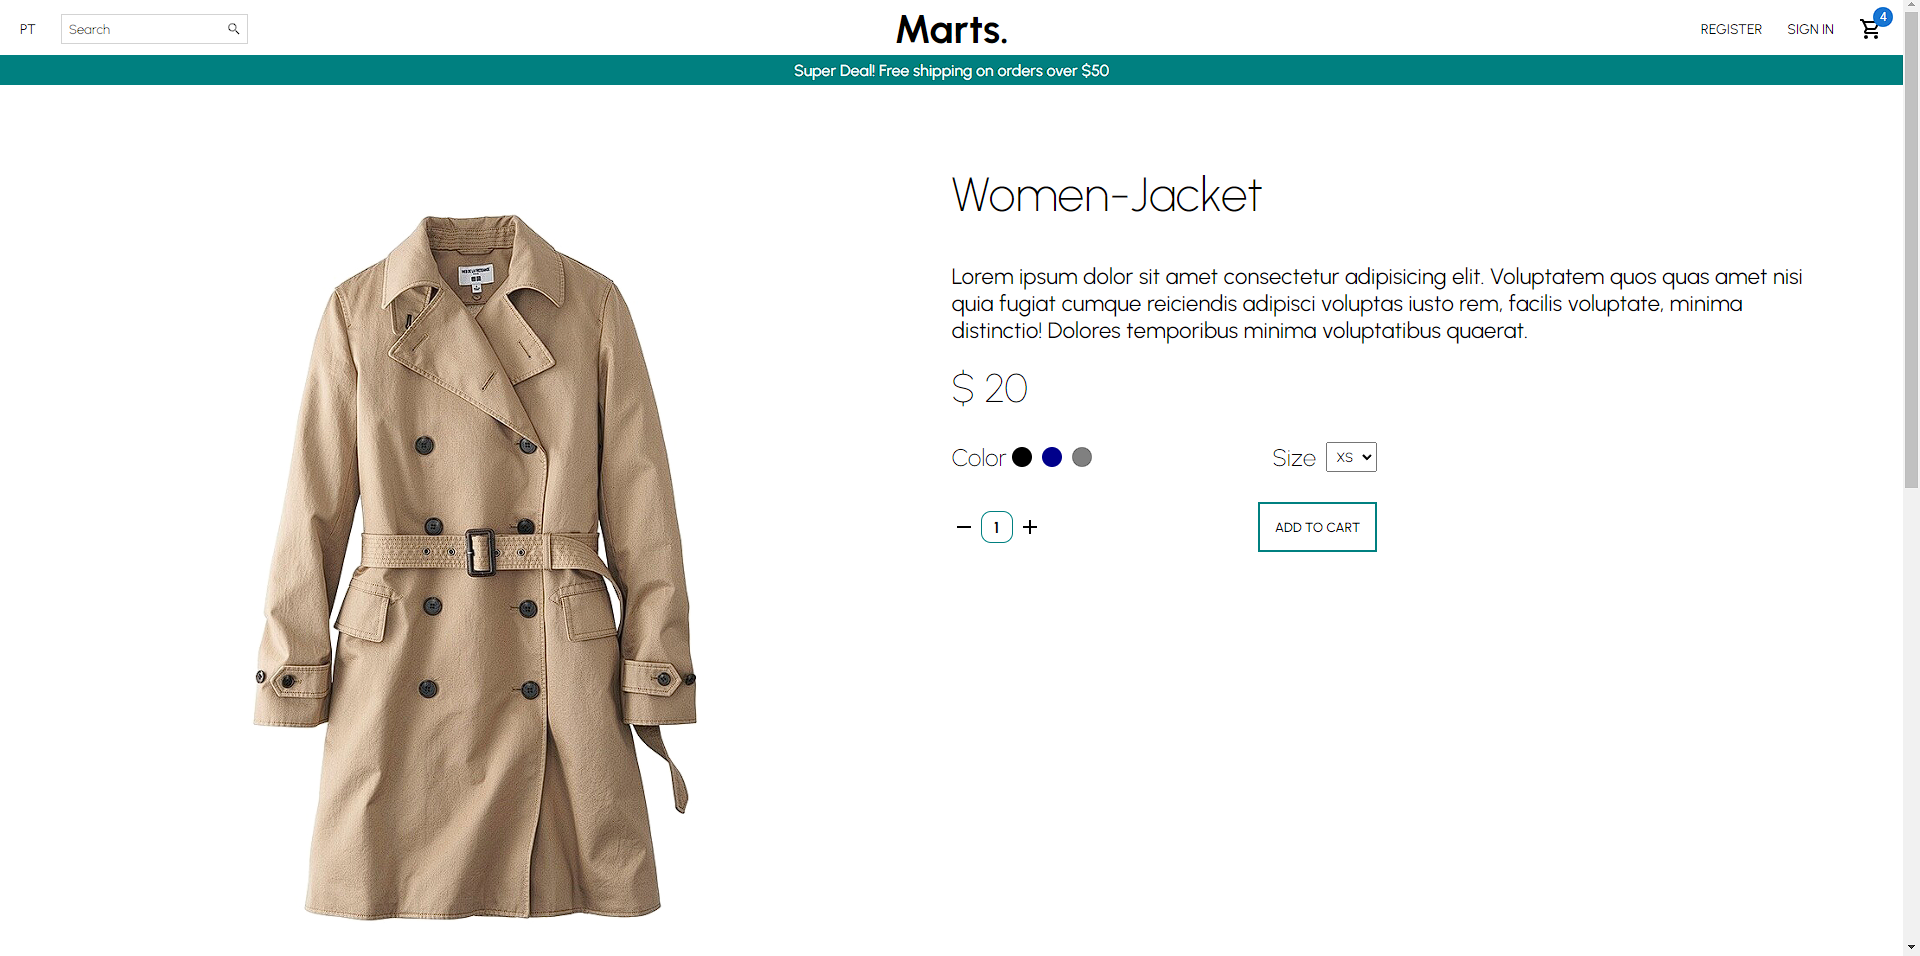 PT
Search
Marts.
REGISTER
SIGN IN
4
Super Deal! Free shipping on orders over $50
Women-Jacket
Lorem ipsum dolor sit amet consectetur adipisicing elit. Voluptatem quos quas amet nisi
quia fugiat cumque reiciendis adipisci voluptas iusto rem, facilis voluptate, minima
distinctio! Dolores temporibus minima voluptatibus quaerat.
$ 20
Color
Size XS
1
ADD TO CART